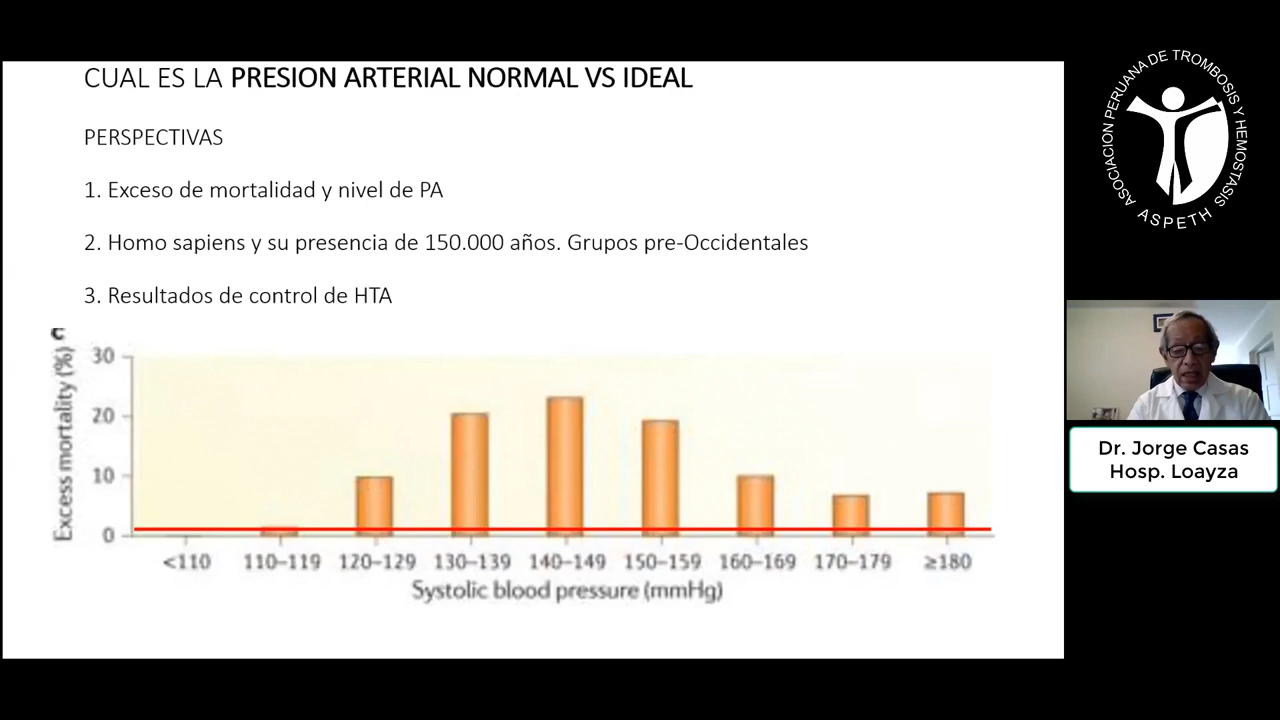 CUAL ES LA PRESION ARTERIAL NORMAL VS IDEAL
PERSPECTIVAS
1. Exceso de mortalidad y nivel de PA
2. Homo sapiens y su presencia de 150.000 años. Grupos pre-Occidentales
3. Resultados de control de HTA
c
Excess mortality (%)
30
20
10
0
<110 110–119 120–129 130–139 140–149 150–159 160–169 170–179 ≥180
Systolic blood pressure (mmHg)
ASOCIACION PERUANA DE TROMBOSIS Y HEMOSTASIS
ASPETH
Dr. Jorge Casas
Hosp. Loayza